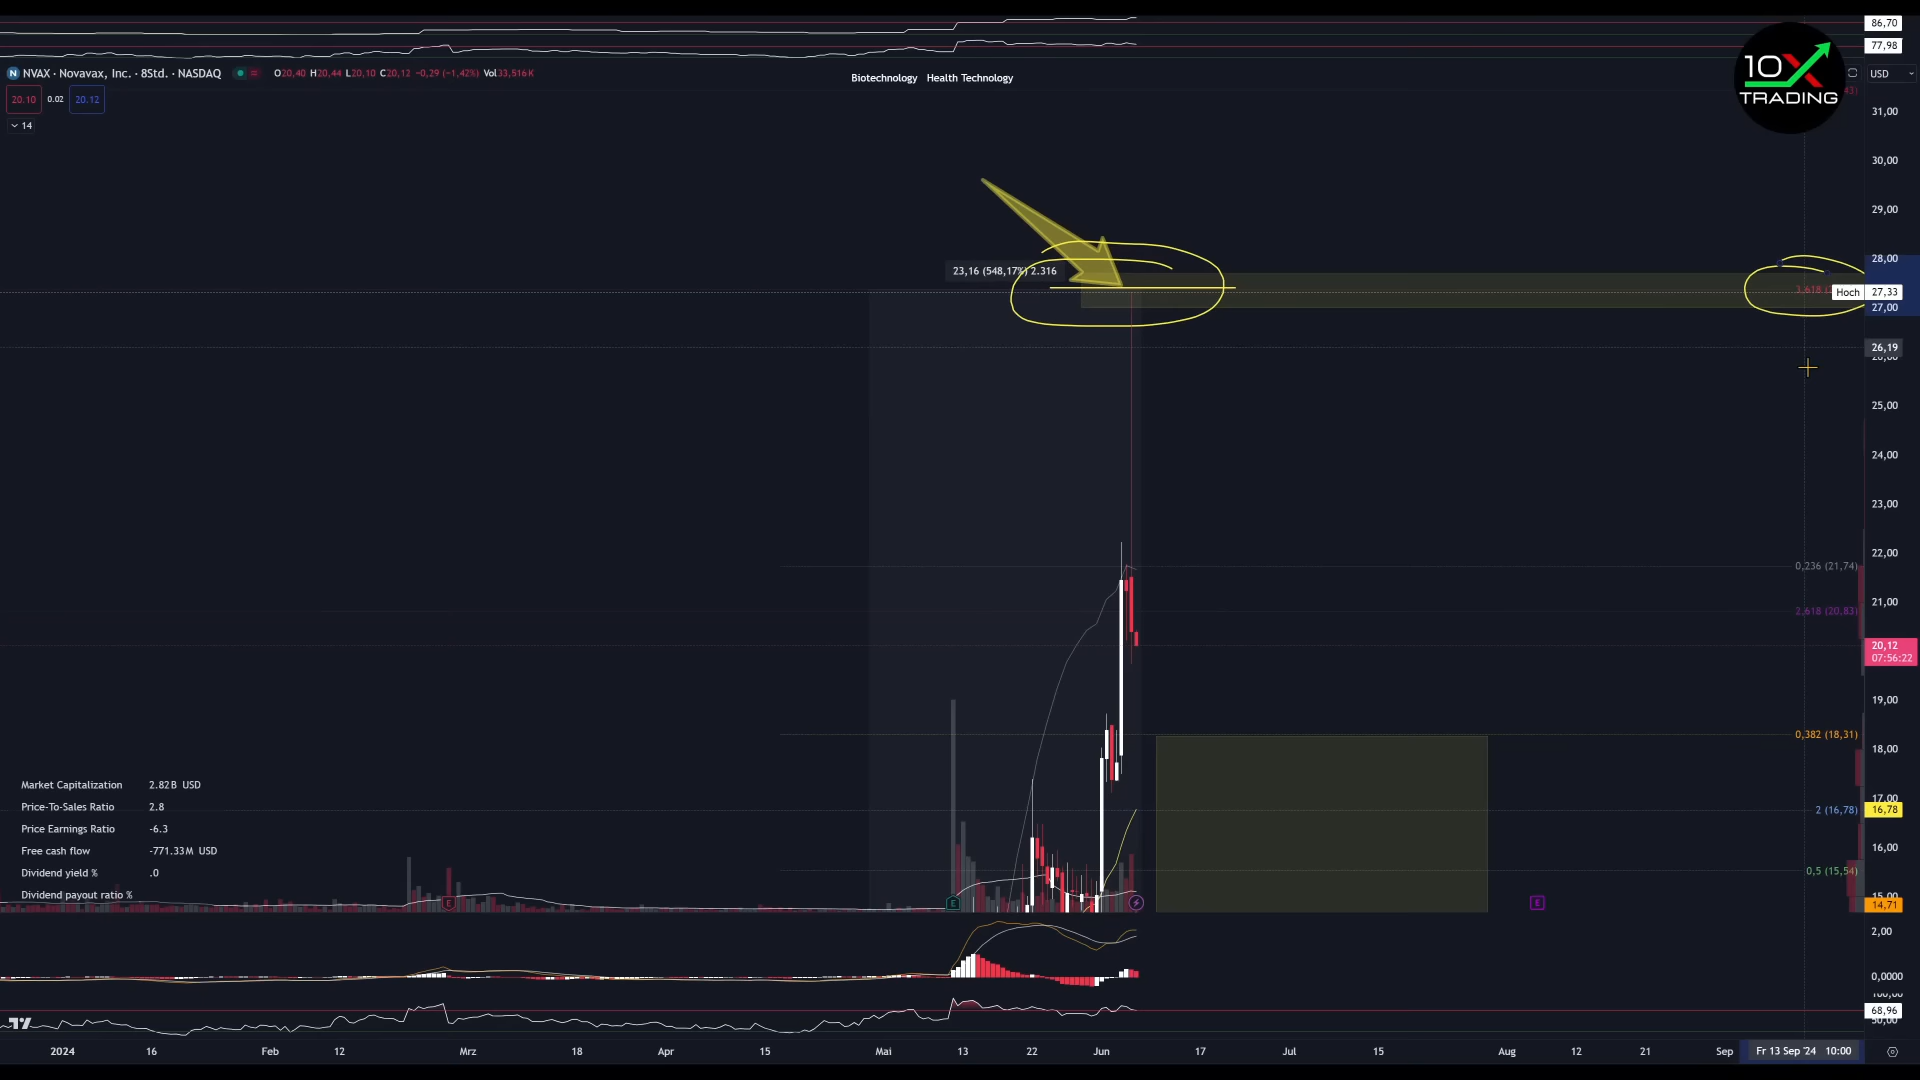 86,70
77,98
NVAX · Novavax, Inc. · 8Std. · NASDAQ O20,40 H20,44 L20,10 C20,12 −0,29 (−1,42%) Vol33,516K
Biotechnology Health Technology
10X
TRADING
USD
20.10 0.02 20.12
14
31,00
30,00
29,00
28,00
23,16 (548,17%) 2.316
Hoch 27,33
27,00
26,19
25,00
24,00
23,00
22,00
0,236 (21,74)
21,00
2,618 (20,83)
20,12
07:56:22
19,00
0,382 (18,31)
18,00
17,00
2 (16,78) 16,78
16,00
0,5 (15,54)
15,00
14,71
Market Capitalization 2.82B USD
Price-To-Sales Ratio 2.8
Price Earnings Ratio -6.3
Free cash flow -771.33M USD
Dividend yield % .0
Dividend payout ratio %
E E E
2,00
0,0000
68,96
2024 16 Feb 12 Mrz 18 Apr 15 Mai 13 22 Jun 17 Jul 15 Aug 12 21 Sep Fr 13 Sep '24 10:00